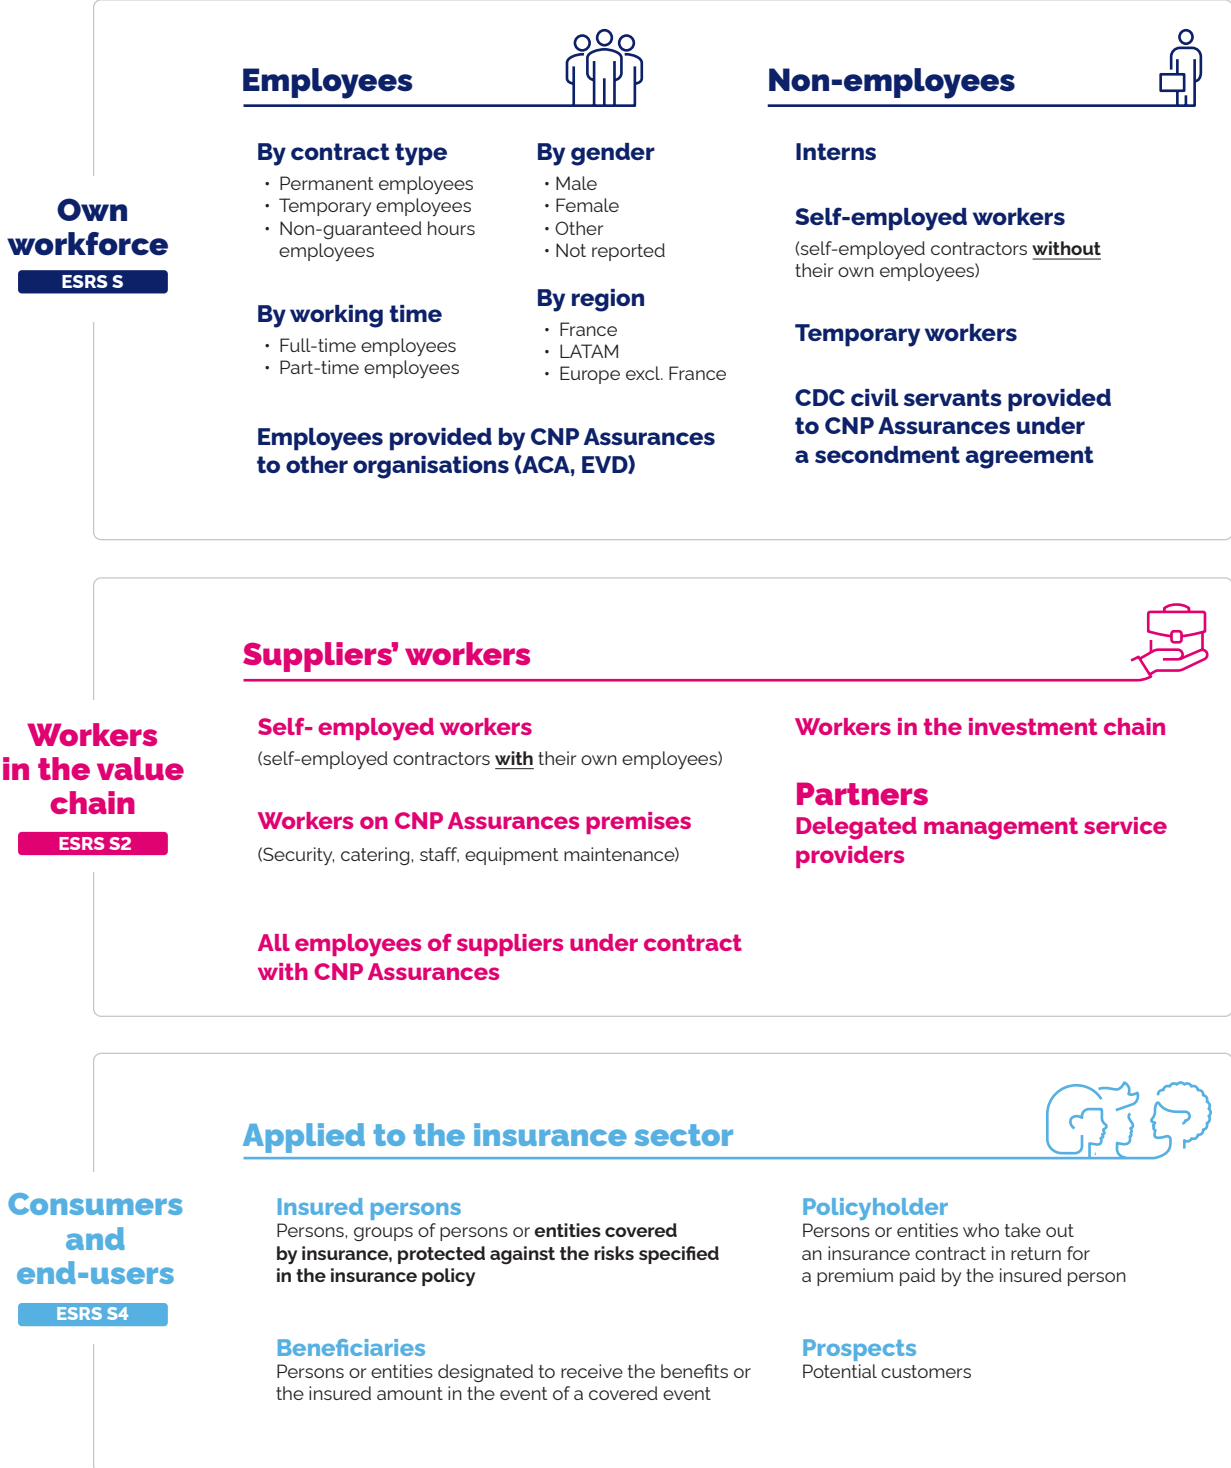 Own
workforce
ESRS S
Employees
By contract type
• Permanent employees
• Temporary employees
• Non-guaranteed hours
employees
By working time
• Full-time employees
• Part-time employees
By gender
• Male
• Female
• Other
• Not reported
By region
• France
• LATAM
• Europe excl. France
Employees provided by CNP Assurances
to other organisations (ACA, EVD)
Non-employees
Interns
Self-employed workers
(self-employed contractors without
their own employees)
Temporary workers
CDC civil servants provided
to CNP Assurances under
a secondment agreement
Workers
in the value
chain
ESRS S2
Suppliers’ workers
Self- employed workers
(self-employed contractors with their own employees)
Workers on CNP Assurances premises
(Security, catering, staff, equipment maintenance)
All employees of suppliers under contract
with CNP Assurances
Workers in the investment chain
Partners
Delegated management service
providers
Consumers
and
end-users
ESRS S4
Applied to the insurance sector
Insured persons
Persons, groups of persons or entities covered
by insurance, protected against the risks specified
in the insurance policy
Beneficiaries
Persons or entities designated to receive the benefits or
the insured amount in the event of a covered event
Policyholder
Persons or entities who take out
an insurance contract in return for
a premium paid by the insured person
Prospects
Potential customers